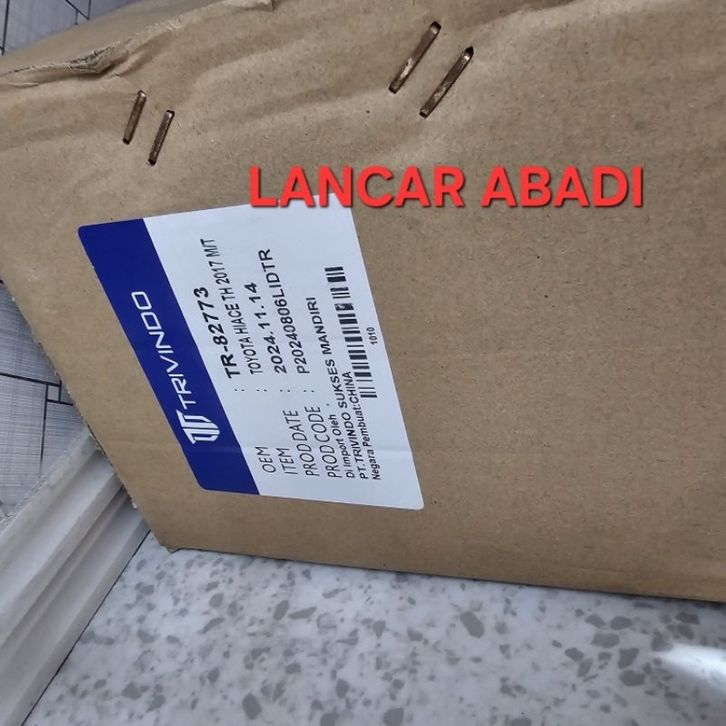 LANCAR ABADI
TRIVINDO
OEM : TR-82773
ITEM : TOYOTA HIACE TH 2017 M/T
PROD DATE : 2024.11.14
PROD CODE : P20240806LIDTR
Di Import Oleh :
PT. TRIVINDO SUKSES MANDIRI
Negara Pembuat:CHINA
1010